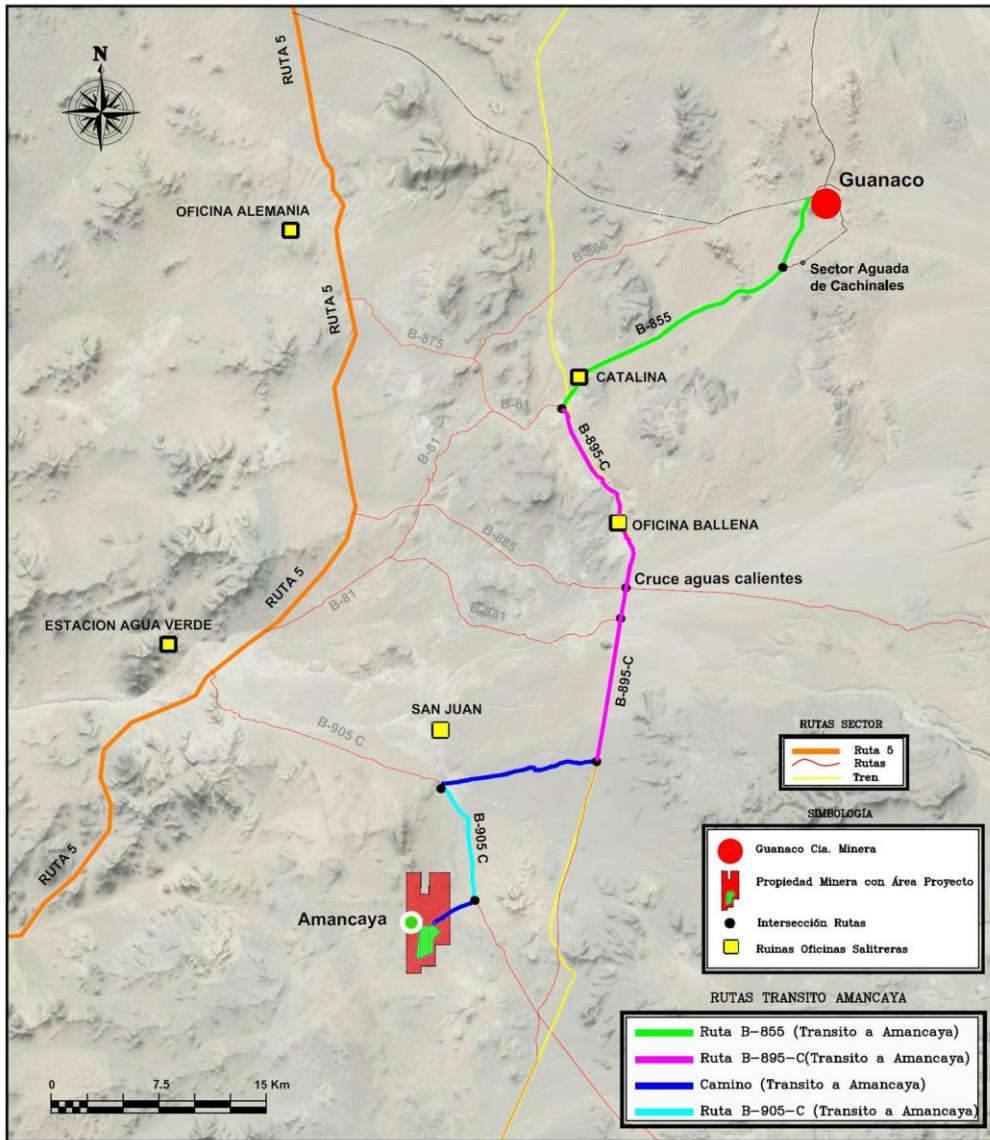 N
RUTA 5
Guanaco
OFICINA ALEMANIA
B-865
Sector Aguada
de Cachinales
RUTA 5
B-855
B-875
CATALINA
B-81
B-895-C
B-81
OFICINA BALLENA
B-885
Cruce aguas calientes
RUTA 5
B-81
B-881
ESTACION AGUA VERDE
B-895-C
SAN JUAN
B-905 C
RUTAS SECTOR
Ruta 5
Rutas
Tren
B-905 C
RUTA 5
Amancaya
SIMBOLOGÍA
Guanaco Cia. Minera
Propiedad Minera con Área Proyecto
Intersección Rutas
Ruinas Oficinas Salitreras
RUTAS TRANSITO AMANCAYA
Ruta B-855 (Transito a Amancaya)
Ruta B-895-C(Transito a Amancaya)
Camino (Transito a Amancaya)
Ruta B-905-C (Transito a Amancaya)
0 7.5 15 Km